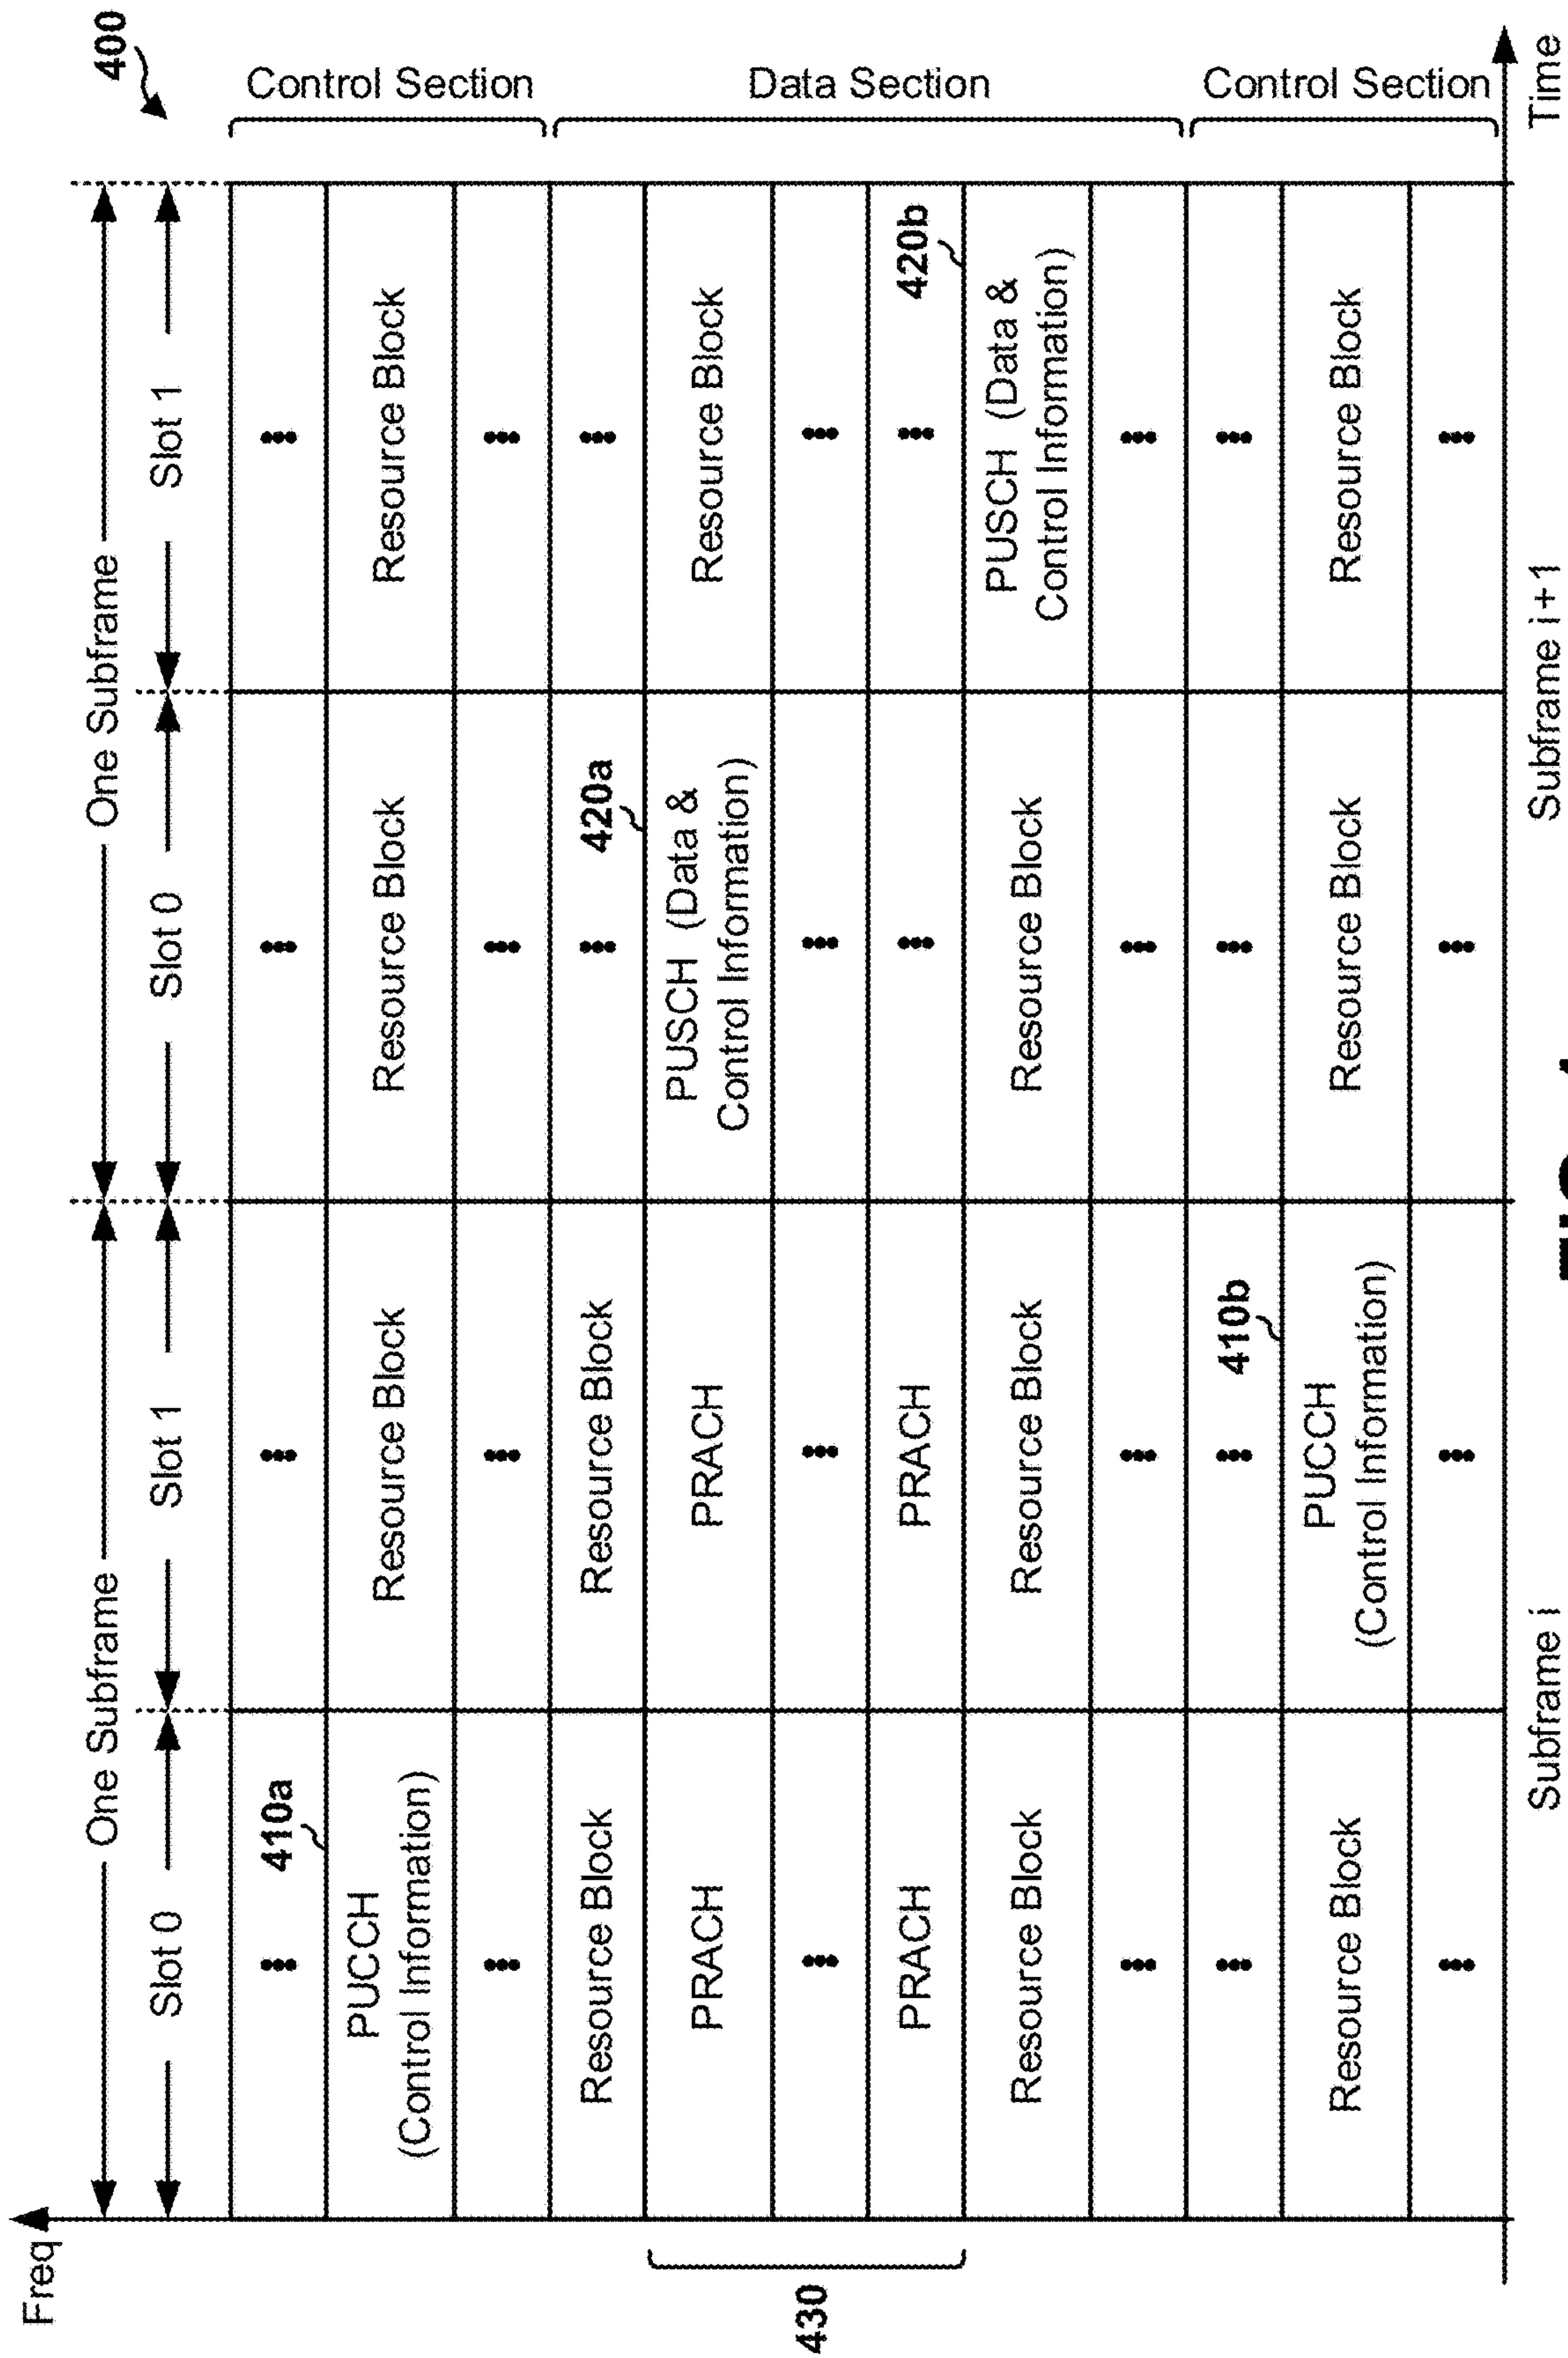 400
Freq
One Subframe
One Subframe
Slot 0
Slot 1
Slot 0
Slot 1
410a
PUCCH
(Control Information)
Resource Block
Resource Block
Resource Block
Control Section
Resource Block
Resource Block
420a
430
PRACH
PRACH
PUSCH (Data &
Control Information)
Resource Block
Data Section
PRACH
PRACH
420b
Resource Block
Resource Block
Resource Block
PUSCH (Data &
Control Information)
410b
Resource Block
PUCCH
(Control Information)
Resource Block
Resource Block
Control Section
Subframe i
Subframe i+1
Time